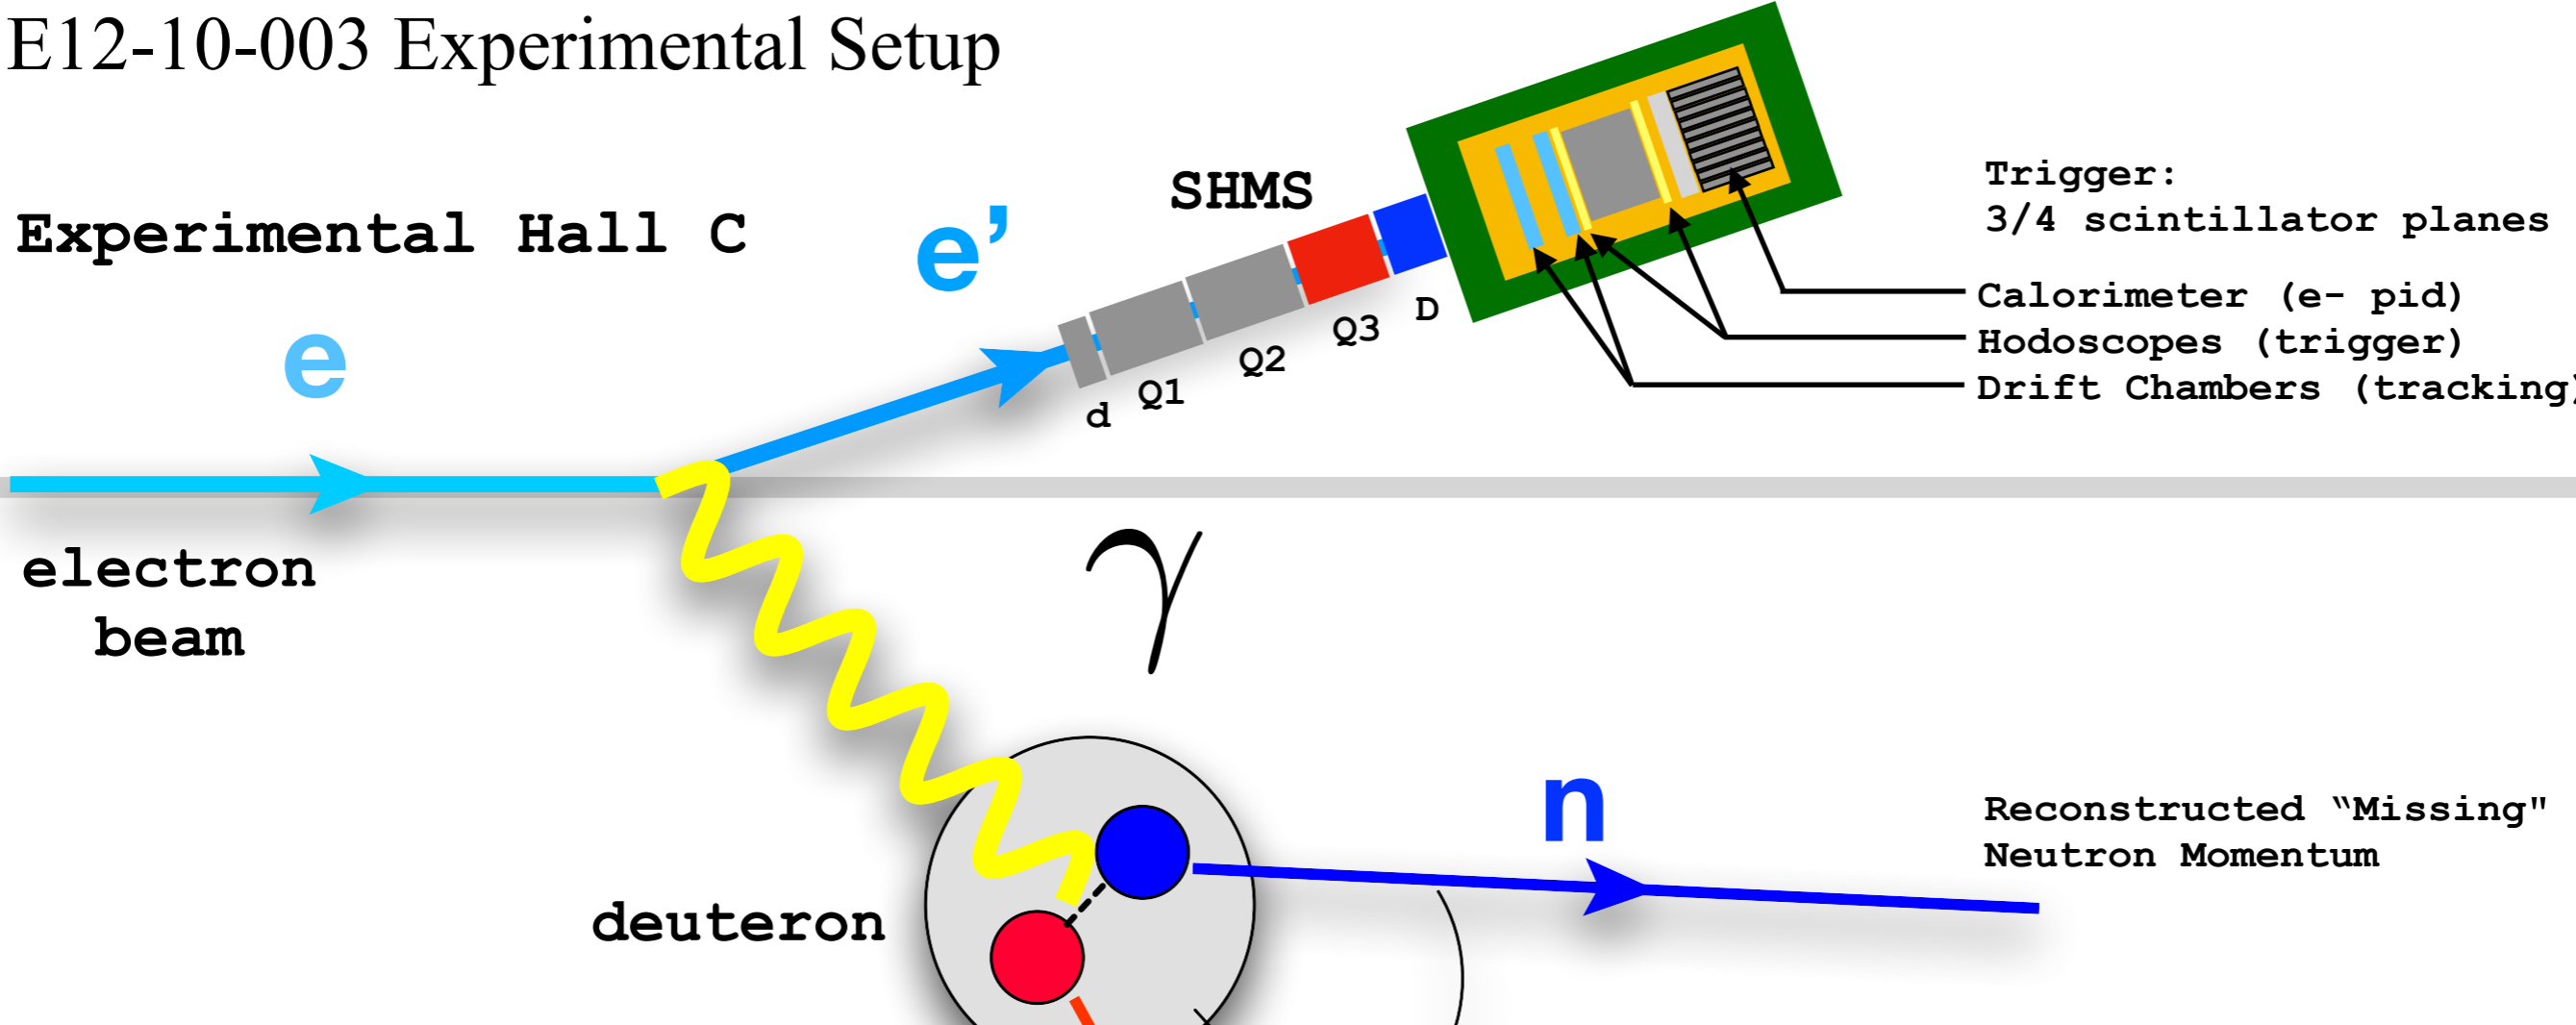 E12-10-003 Experimental Setup
Experimental Hall C
SHMS
e’
e
Trigger:
3/4 scintillator planes
Calorimeter (e- pid)
Hodoscopes (trigger)
Drift Chambers (tracking)
D
Q3
Q2
Q1
d
electron
beam
γ
n
Reconstructed “Missing"
Neutron Momentum
deuteron